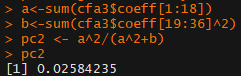 > a<-sum(cfa3$coeff[1:18])
> b<-sum(cfa3$coeff[19:36]^2)
> pc2 <- a^2/(a^2+b)
> pc2
[1] 0.02584235